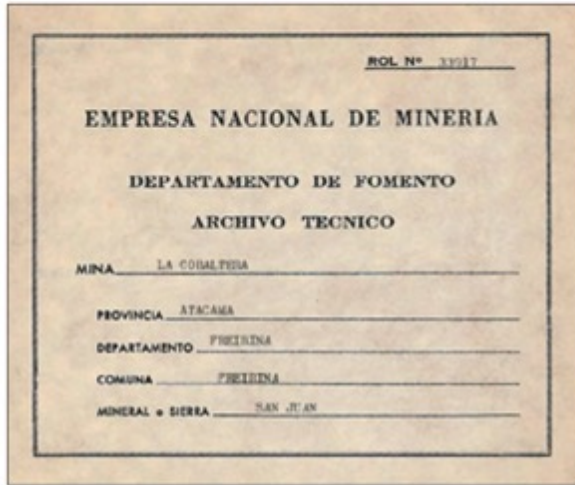 ROL Nº 33917
EMPRESA NACIONAL DE MINERIA
DEPARTAMENTO DE FOMENTO
ARCHIVO TECNICO
MINA LA COBALTERA
PROVINCIA ATACAMA
DEPARTAMENTO FREIRINA
COMUNA FREIRINA
MINERAL o SIERRA SAN JUAN